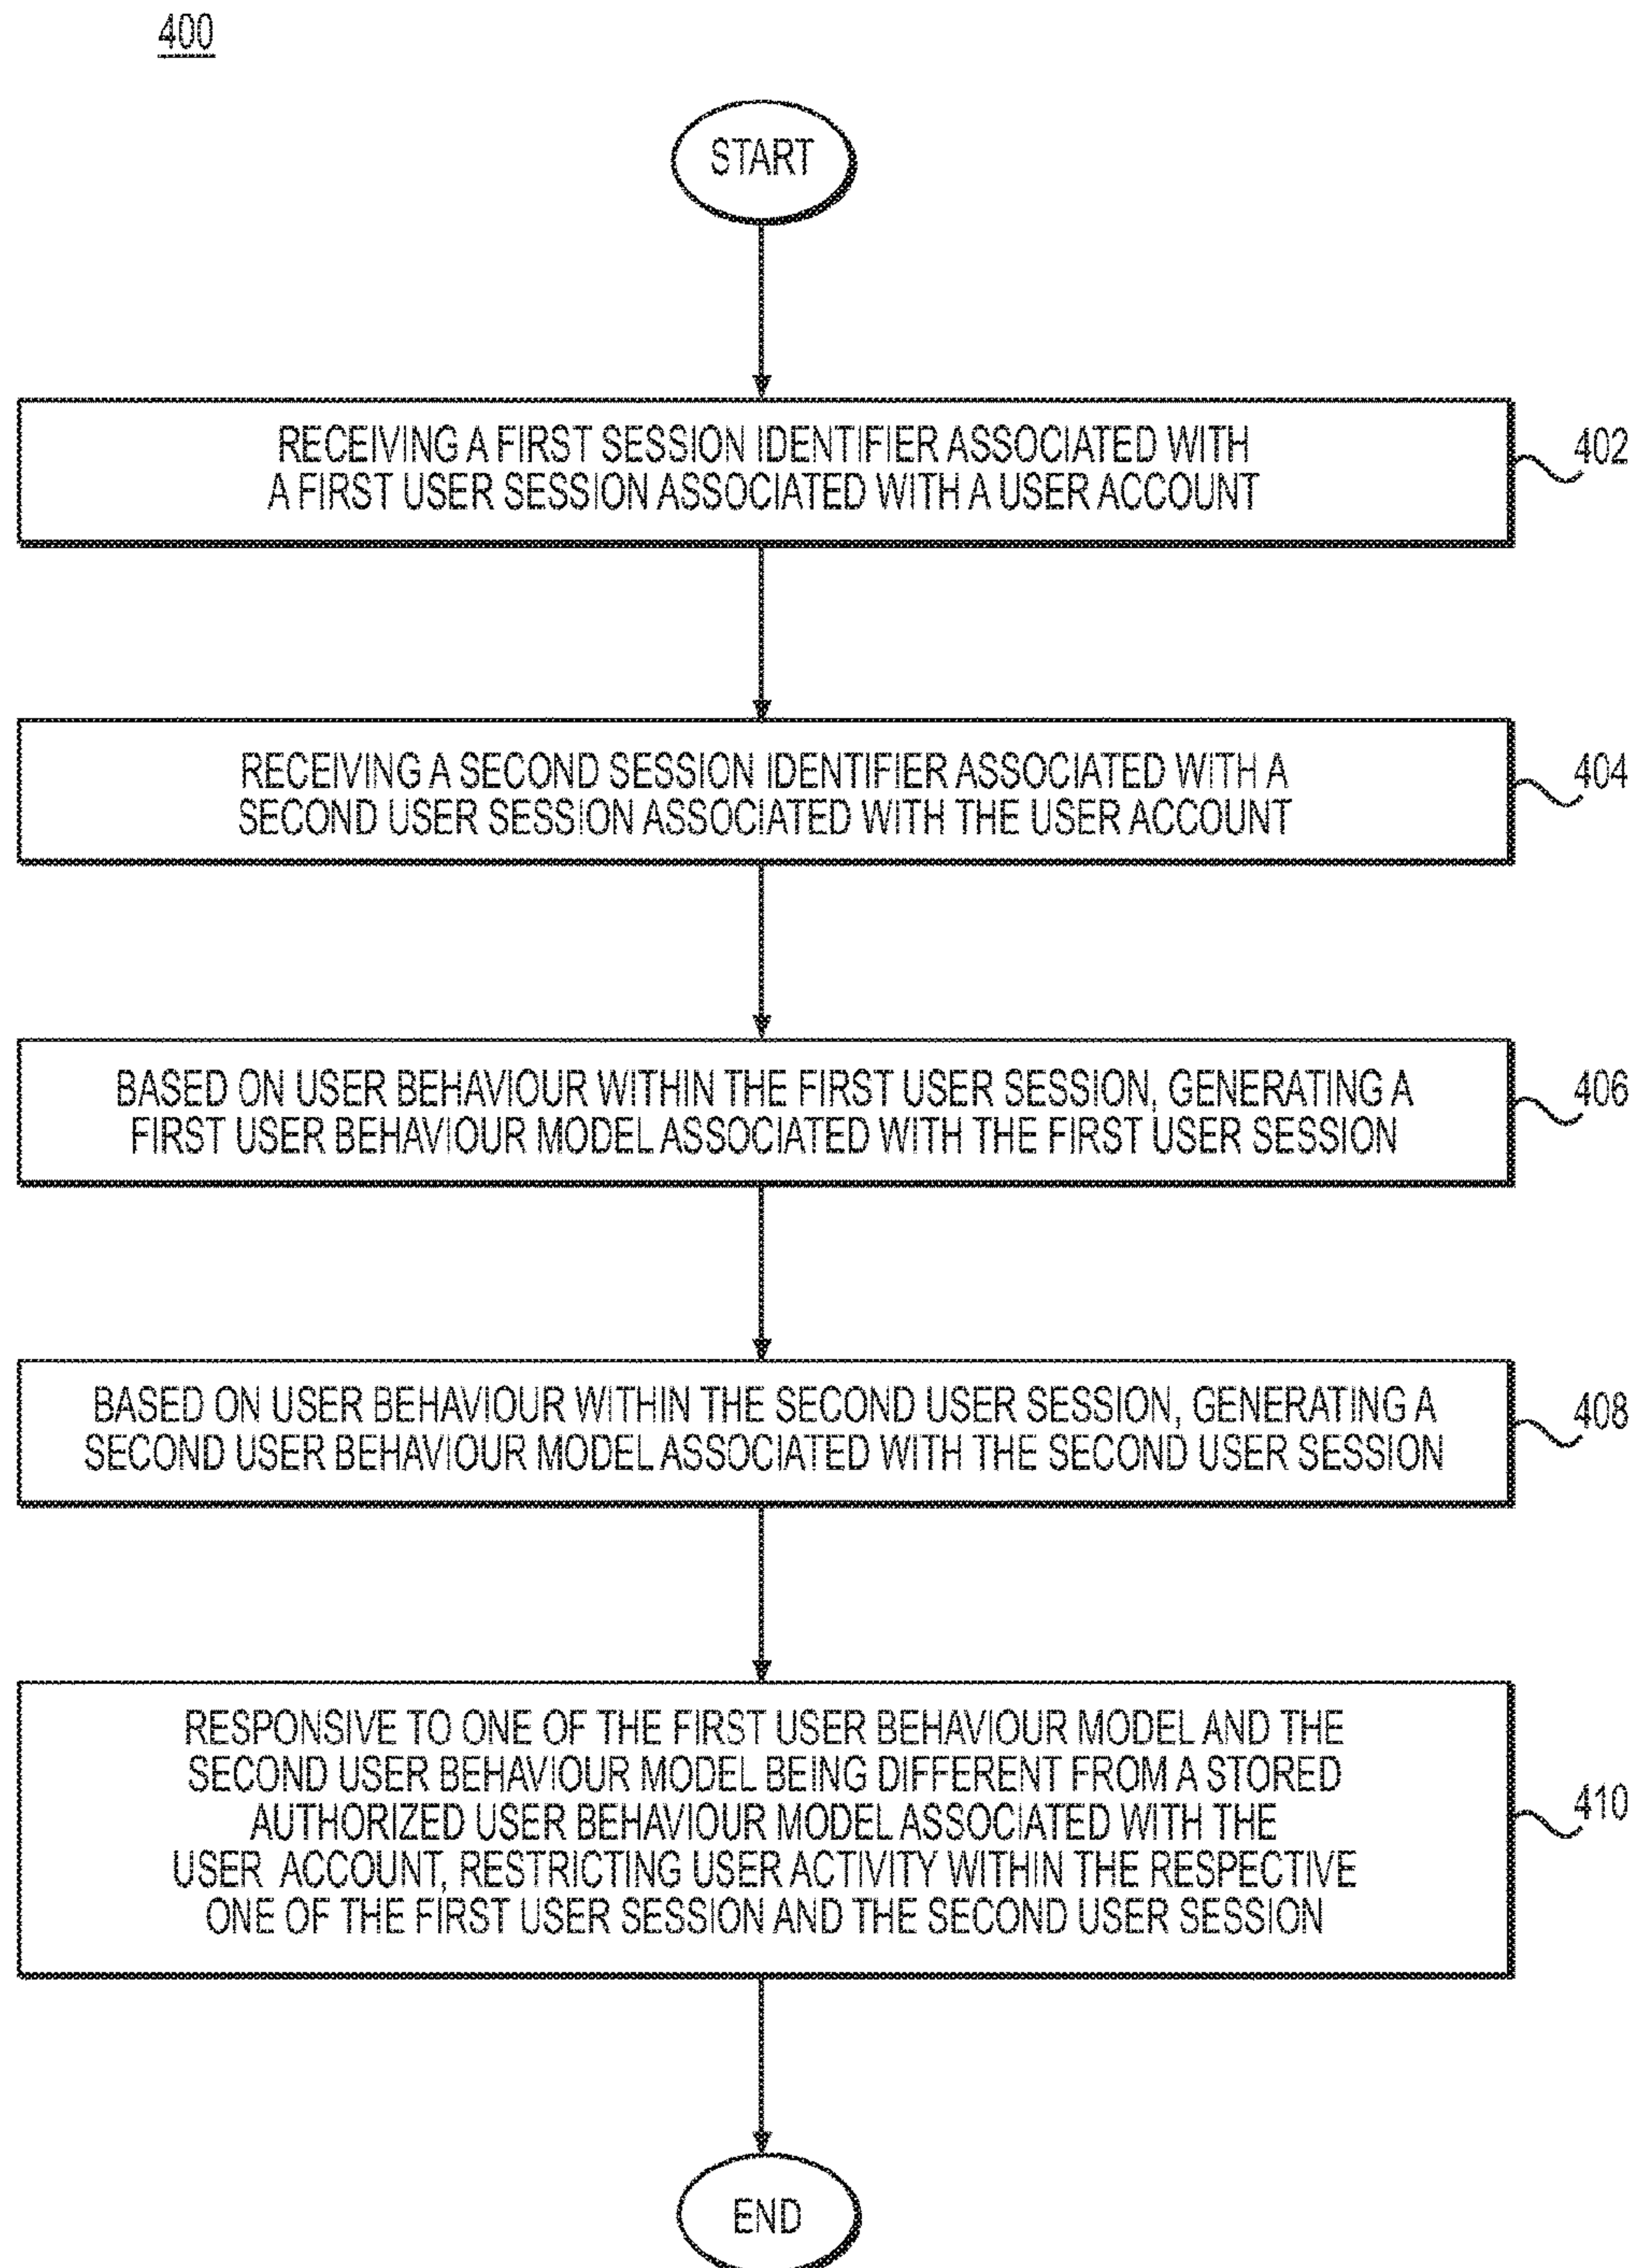 400
START
RECEIVING A FIRST SESSION IDENTIFIER ASSOCIATED WITH
A FIRST USER SESSION ASSOCIATED WITH A USER ACCOUNT
402
RECEIVING A SECOND SESSION IDENTIFIER ASSOCIATED WITH A
SECOND USER SESSION ASSOCIATED WITH THE USER ACCOUNT
404
BASED ON USER BEHAVIOUR WITHIN THE FIRST USER SESSION, GENERATING A
FIRST USER BEHAVIOUR MODEL ASSOCIATED WITH THE FIRST USER SESSION
406
BASED ON USER BEHAVIOUR WITHIN THE SECOND USER SESSION, GENERATING A
SECOND USER BEHAVIOUR MODEL ASSOCIATED WITH THE SECOND USER SESSION
408
RESPONSIVE TO ONE OF THE FIRST USER BEHAVIOUR MODEL AND THE
SECOND USER BEHAVIOUR MODEL BEING DIFFERENT FROM A STORED
AUTHORIZED USER BEHAVIOUR MODEL ASSOCIATED WITH THE
USER ACCOUNT, RESTRICTING USER ACTIVITY WITHIN THE RESPECTIVE
ONE OF THE FIRST USER SESSION AND THE SECOND USER SESSION
410
END